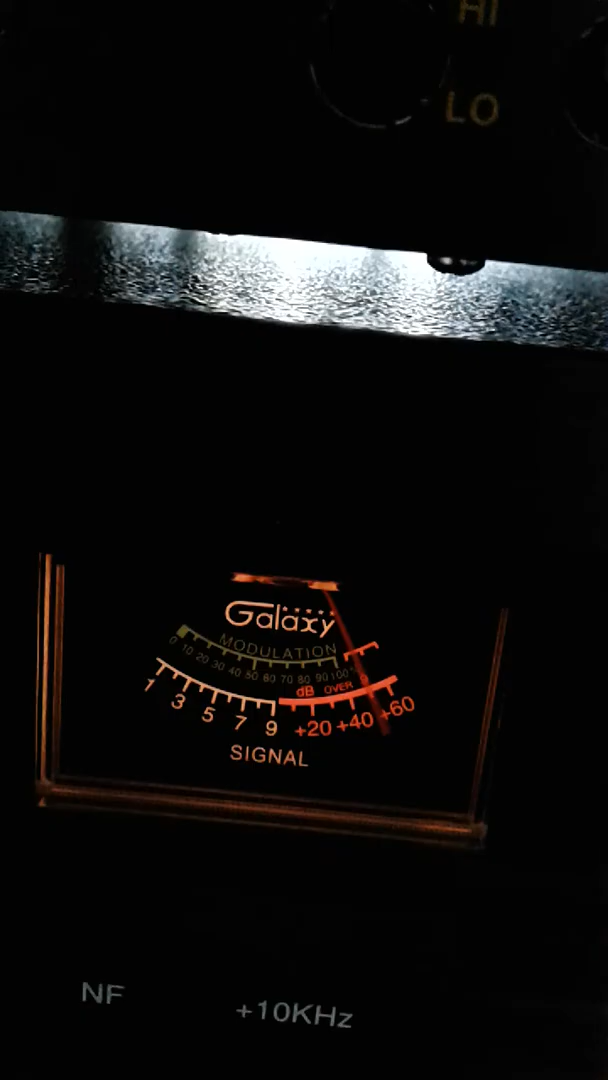 HI
LO
Galaxy
MODULATION
0 10 20 30 40 50 60 70 80 90 100
dB OVER 9
1 3 5 7 9 +20 +40 +60
SIGNAL
NF +10KHz